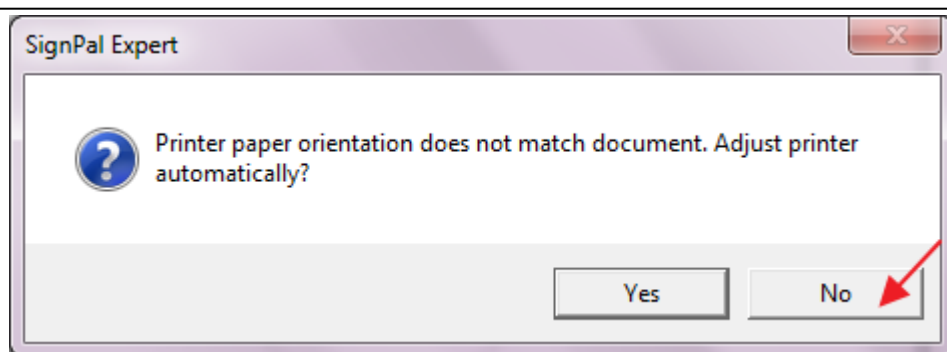 SignPal Expert
Printer paper orientation does not match document. Adjust printer
automatically?
Yes
No